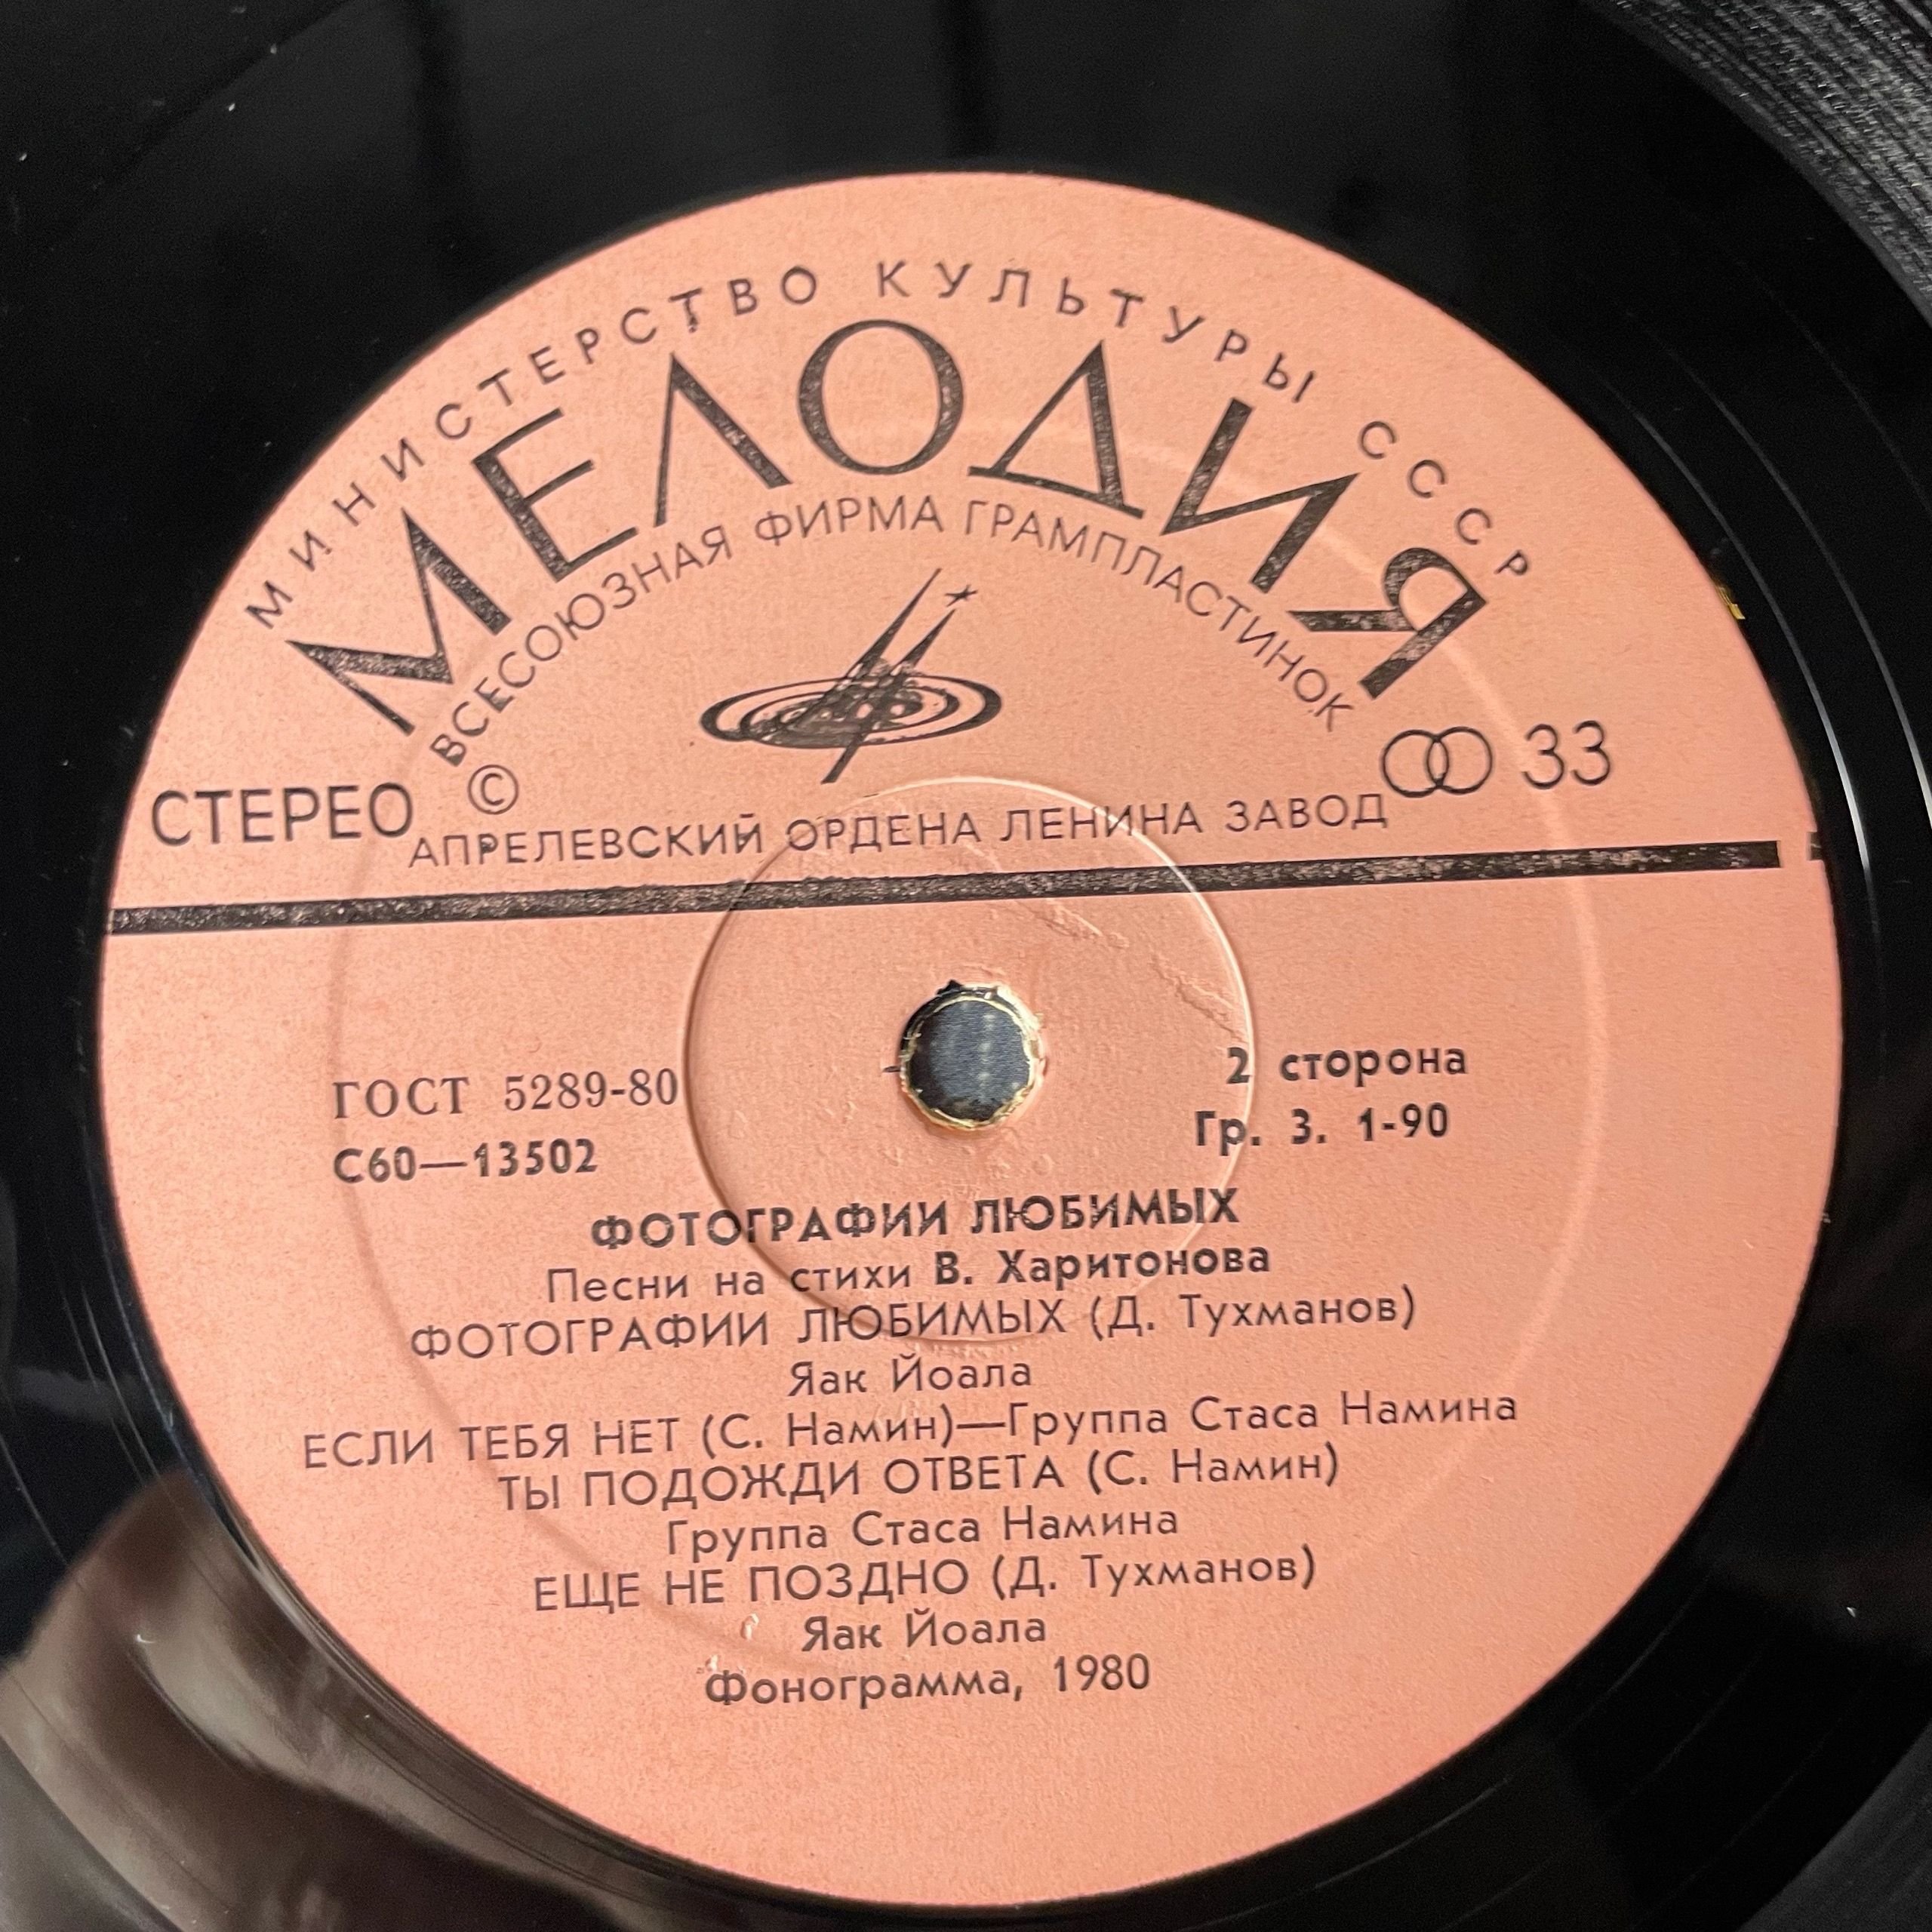 МИНИСТЕРСТВО КУЛЬТУРЫ СССР
МЕЛОДИЯ
ВСЕСОЮЗНАЯ ФИРМА ГРАМПЛАСТИНОК
СТЕРЕО © 33
АПРЕЛЕВСКИЙ ОРДЕНА ЛЕНИНА ЗАВОД
ГОСТ 5289-80 2 сторона
С60—13502 Гр. 3. 1-90
ФОТОГРАФИИ ЛЮБИМЫХ
Песни на стихи В. Харитонова
ФОТОГРАФИИ ЛЮБИМЫХ (Д. Тухманов)
Яак Йоала
ЕСЛИ ТЕБЯ НЕТ (С. Намин)—Группа Стаса Намина
ТЫ ПОДОЖДИ ОТВЕТА (С. Намин)
Группа Стаса Намина
ЕЩЕ НЕ ПОЗДНО (Д. Тухманов)
Яак Йоала
Фонограмма, 1980